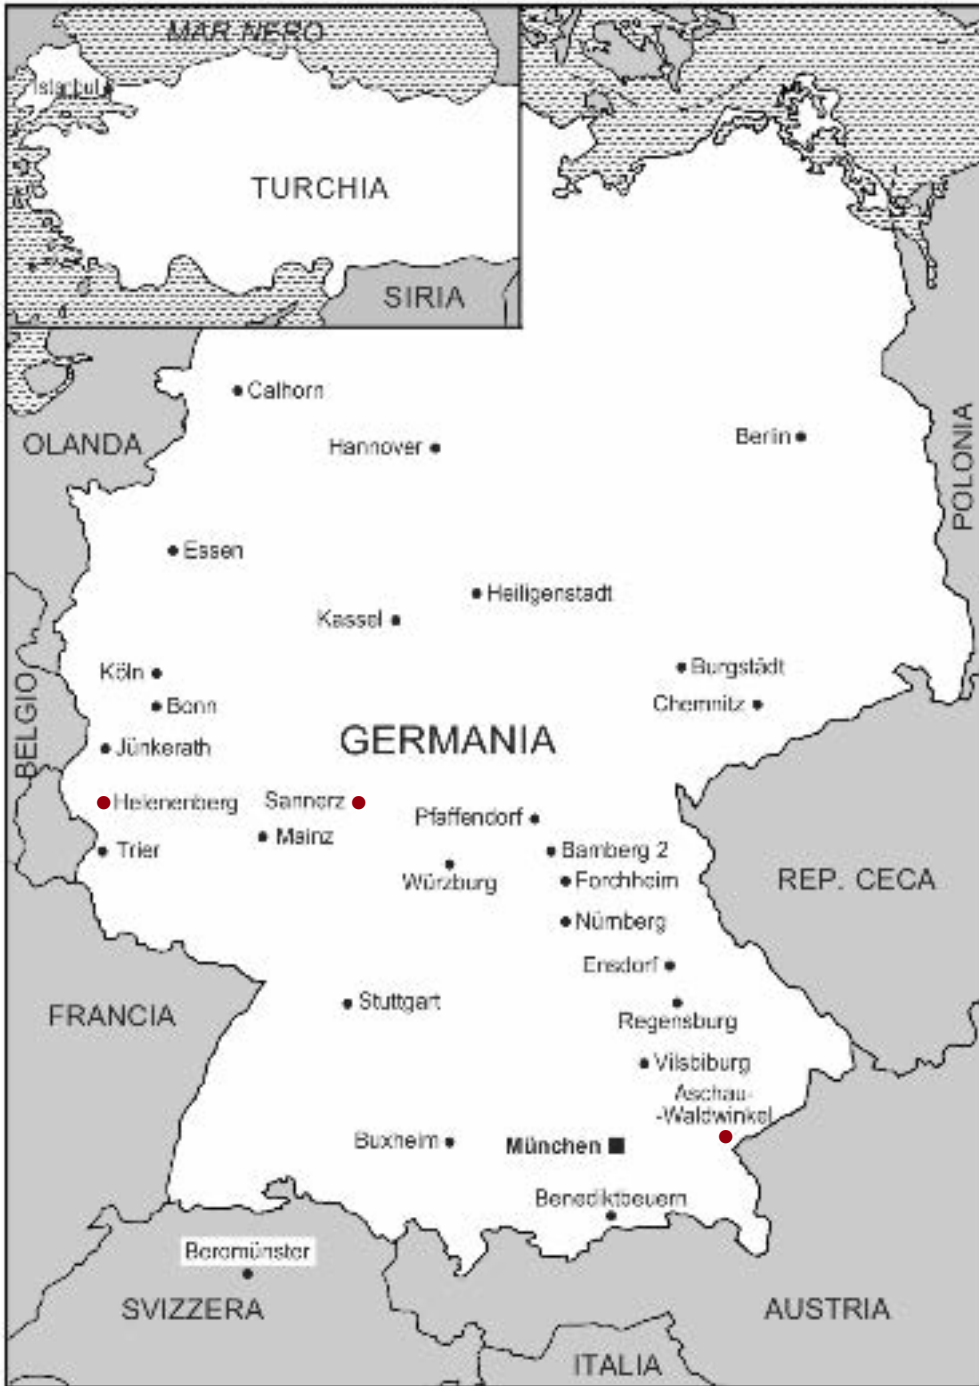 MAR NERO
Istanbul
TURCHIA
SIRIA
Calhorn
OLANDA
Hannover
Berlin
POLONIA
Essen
Heiligenstadt
Kassel
Köln
Burgstädt
BELGIO
Bonn
Chemnitz
GERMANIA
Jünkerath
Helenenberg
Sannerz
Pfaffendorf
Mainz
Trier
Bamberg 2
Würzburg
Forchheim
REP. CECA
Nürnberg
Ensdorf
Stuttgart
FRANCIA
Regensburg
Vilsbiburg
Aschau-
-Waldwinkel
Buxheim
München
Benediktbeuern
Beromünster
SVIZZERA
AUSTRIA
ITALIA